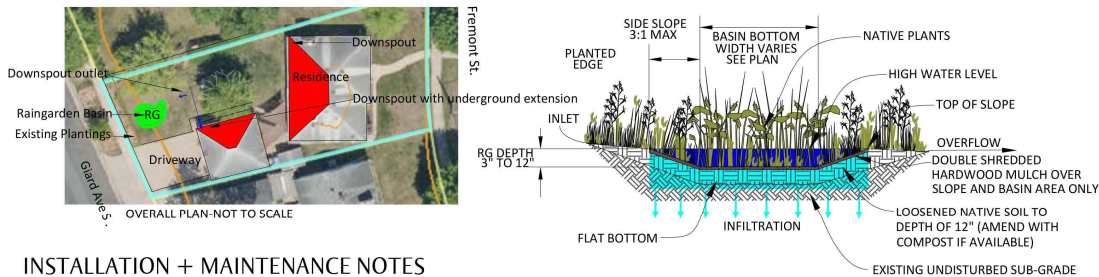 Fremont St.
Downspout
Residence
Downspout outlet
Downspout with underground extension
Raingarden Basin
RG
Existing Plantings
Driveway
Giard Ave S.
OVERALL PLAN-NOT TO SCALE
INSTALLATION + MAINTENANCE NOTES
SIDE SLOPE
3:1 MAX
BASIN BOTTOM
WIDTH VARIES
SEE PLAN
NATIVE PLANTS
PLANTED
EDGE
HIGH WATER LEVEL
TOP OF SLOPE
INLET
OVERFLOW
RG DEPTH
3" TO 12"
DOUBLE SHREDDED
HARDWOOD MULCH OVER
SLOPE AND BASIN AREA ONLY
LOOSENED NATIVE SOIL TO
DEPTH OF 12" (AMEND WITH
COMPOST IF AVAILABLE)
FLAT BOTTOM
INFILTRATION
EXISTING UNDISTURBED SUB-GRADE